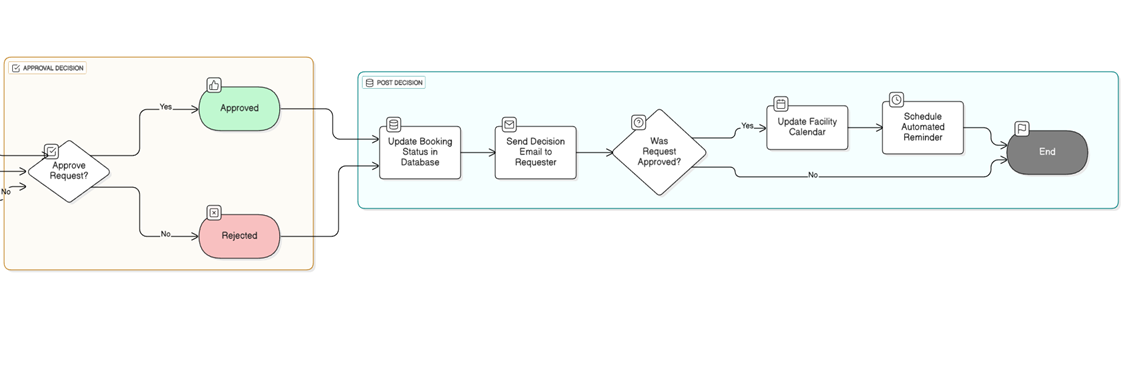 APPROVAL DECISION
Yes
Approved
Approve
Request?
No
No
Rejected
POST DECISION
Update Booking
Status in
Database
Send Decision
Email to
Requester
Was
Request
Approved?
Yes
Update Facility
Calendar
Schedule
Automated
Reminder
No
End